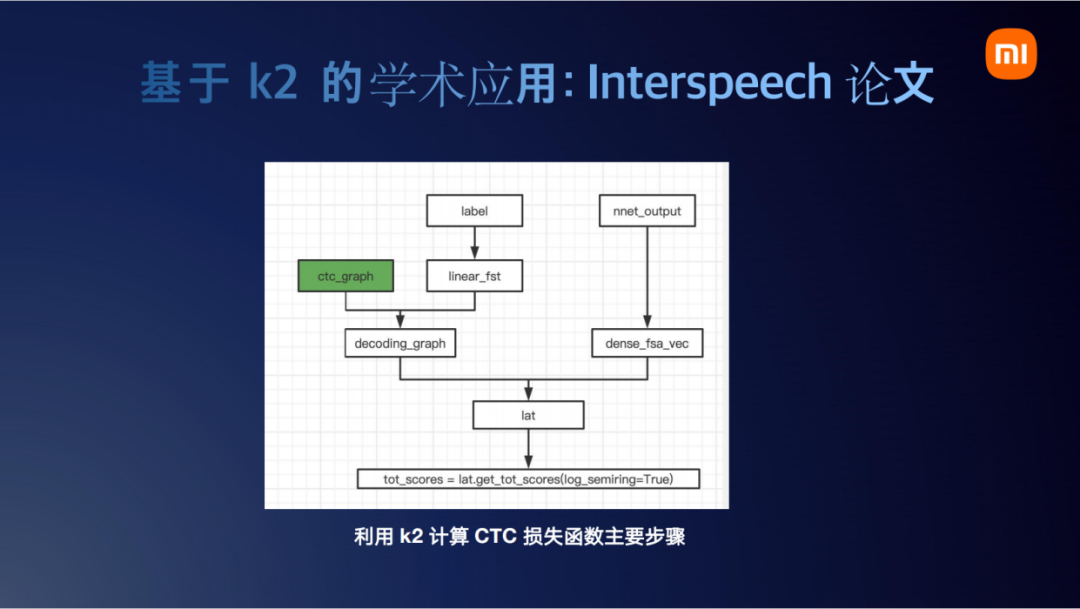 基于 k2 的学术应用：Interspeech 论文
mi
label
nnet_output
ctc_graph
linear_fst
decoding_graph
dense_fsa_vec
lat
tot_scores = lat.get_tot_scores(log_semiring=True)
利用 k2 计算 CTC 损失函数主要步骤